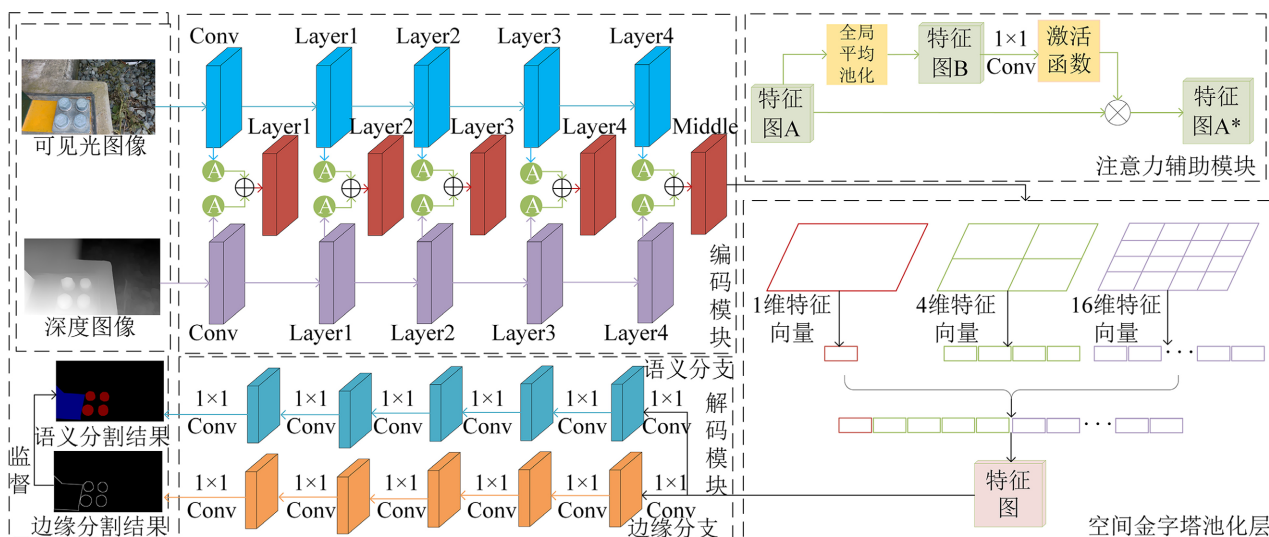 Conv Layer1 Layer2 Layer3 Layer4
Layer1 Layer2 Layer3 Layer4 Middle
A A A A A
A A A A A
Conv Layer1 Layer2 Layer3 Layer4
编码模块
可见光图像
深度图像
全局
平均
池化
特征
图B
1×1
Conv
激活
函数
特征
图A
特征
图A*
注意力辅助模块
1维特征
向量
4维特征
向量
16维特征
向量
···
···
特征
图
空间金字塔池化层
语义分支
1×1 1×1 1×1 1×1 1×1
Conv Conv Conv Conv Conv
解码模块
1×1 1×1 1×1 1×1 1×1
Conv Conv Conv Conv Conv
边缘分支
语义分割结果
监督
边缘分割结果